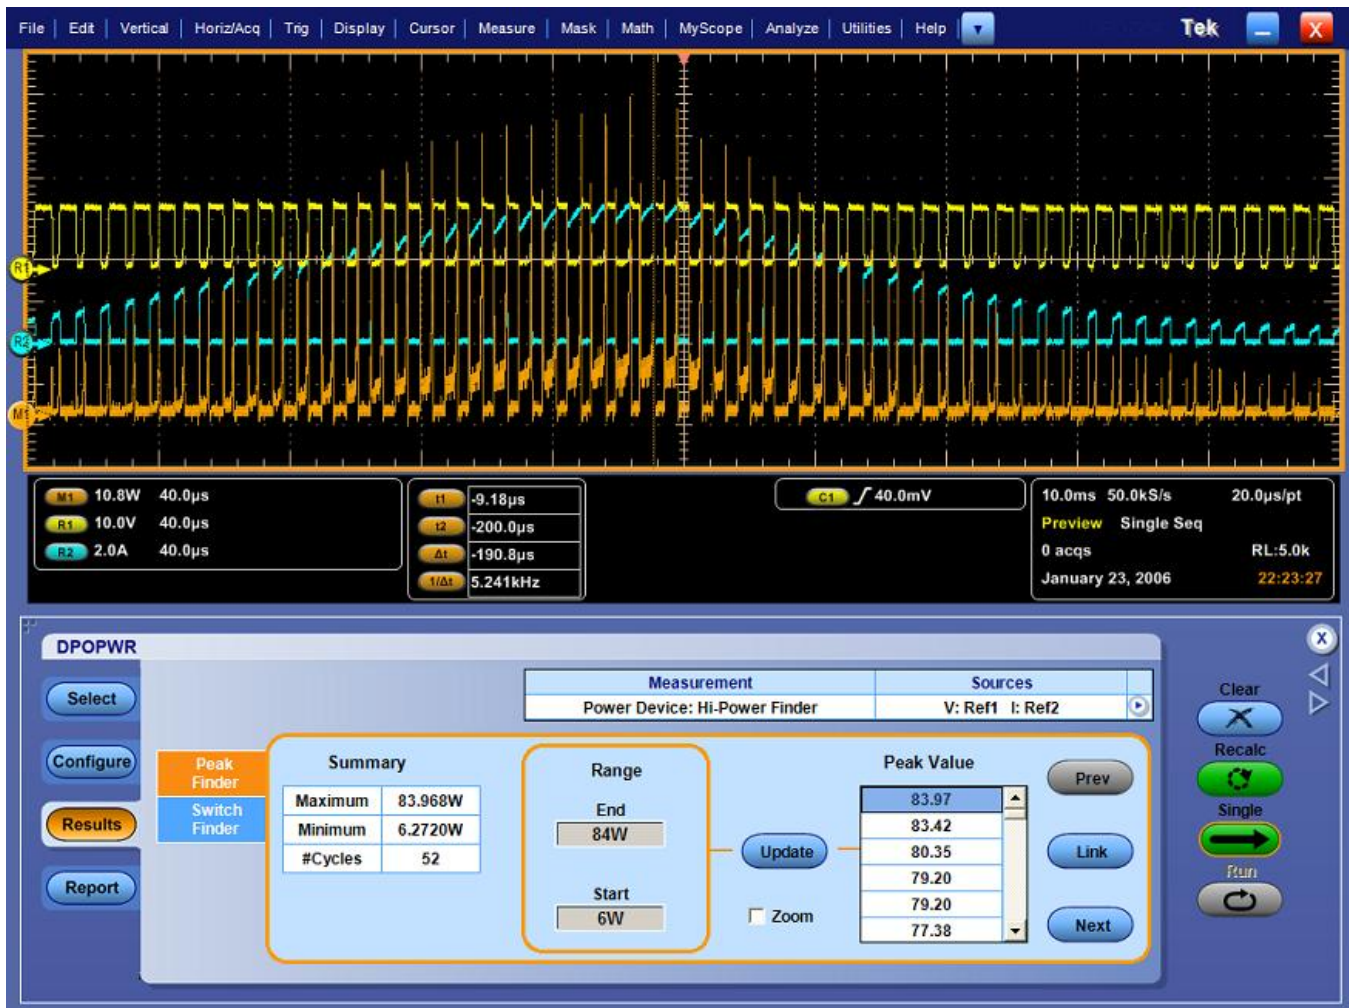 File | Edit | Vertical | Horiz/Acq | Trig | Display | Cursor | Measure | Mask | Math | MyScope | Analyze | Utilities | Help
Tek
X
R1
R2
M1
M1 10.8W 40.0µs
R1 10.0V 40.0µs
R2 2.0A 40.0µs
t1 -9.18µs
t2 -200.0µs
Δt -190.8µs
1/Δt 5.241kHz
C1 40.0mV
10.0ms 50.0kS/s 20.0µs/pt
Preview Single Seq
0 acqs RL:5.0k
January 23, 2006 22:23:27
DPOPWR
X
Select
Configure
Results
Report
Measurement Sources
Power Device: Hi-Power Finder V: Ref1 I: Ref2
Peak
Finder
Switch
Finder
Summary
Maximum 83.968W
Minimum 6.2720W
#Cycles 52
Range
End
84W
Start
6W
Update
Zoom
Peak Value
83.97
83.42
80.35
79.20
79.20
77.38
Prev
Link
Next
Clear
Recalc
Single
Run